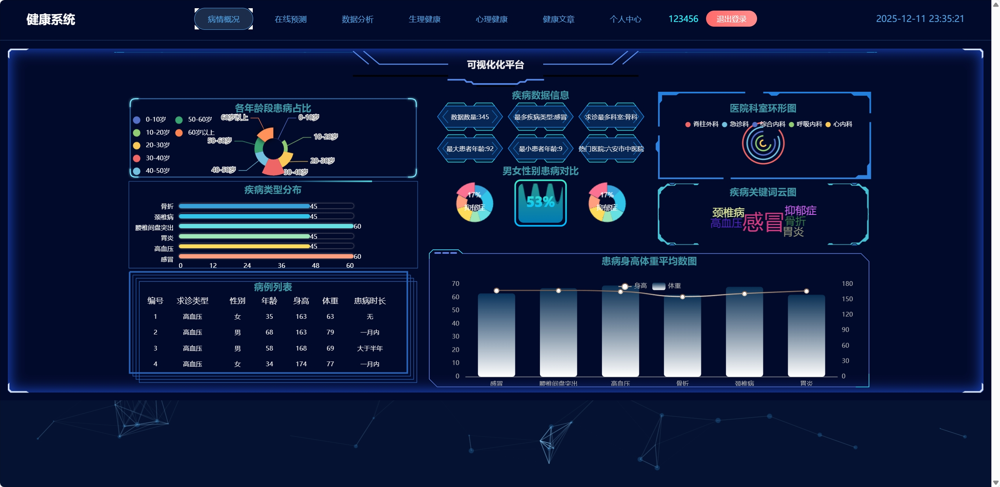 健康系统
病情概况 在线预测 数据分析 生理健康 心理健康 健康文章 个人中心 123456 退出登录 2025-12-11 23:35:21
可视化化平台
各年龄段患病占比
0-10岁 50-60岁
10-20岁 60岁以上
20-30岁
30-40岁
40-50岁
60岁以上 0-10岁
50-60岁 10-20岁
20-30岁
40-50岁 30-40岁
疾病类型分布
骨折 45
颈椎病 45
腰椎间盘突出 60
胃炎 45
高血压 45
感冒 60
0 12 24 36 48 60
病例列表
编号 求诊类型 性别 年龄 身高 体重 患病时长
1 高血压 女 35 163 63 无
2 高血压 男 68 163 79 一月内
3 高血压 男 58 168 69 大于半年
4 高血压 女 34 174 77 一月内
疾病数据信息
数据数量:345 最多疾病类型:感冒 求诊最多科室:骨科
最大患者年龄:92 最小患者年龄:9 热门医院:六安市中医院
男女性别患病对比
17% 抑郁症
53%
17% 抑郁症
医院科室环形图
脊柱外科 急诊科 综合内科 呼吸内科 心内科
疾病关键词云图
颈椎病 抑郁症
高血压 感冒 骨折
胃炎
患病身高体重平均数图
身高 体重
70 180
60 150
50 120
40 90
30 60
20 30
10 0
0
感冒 腰椎间盘突出 高血压 骨折 颈椎病 胃炎